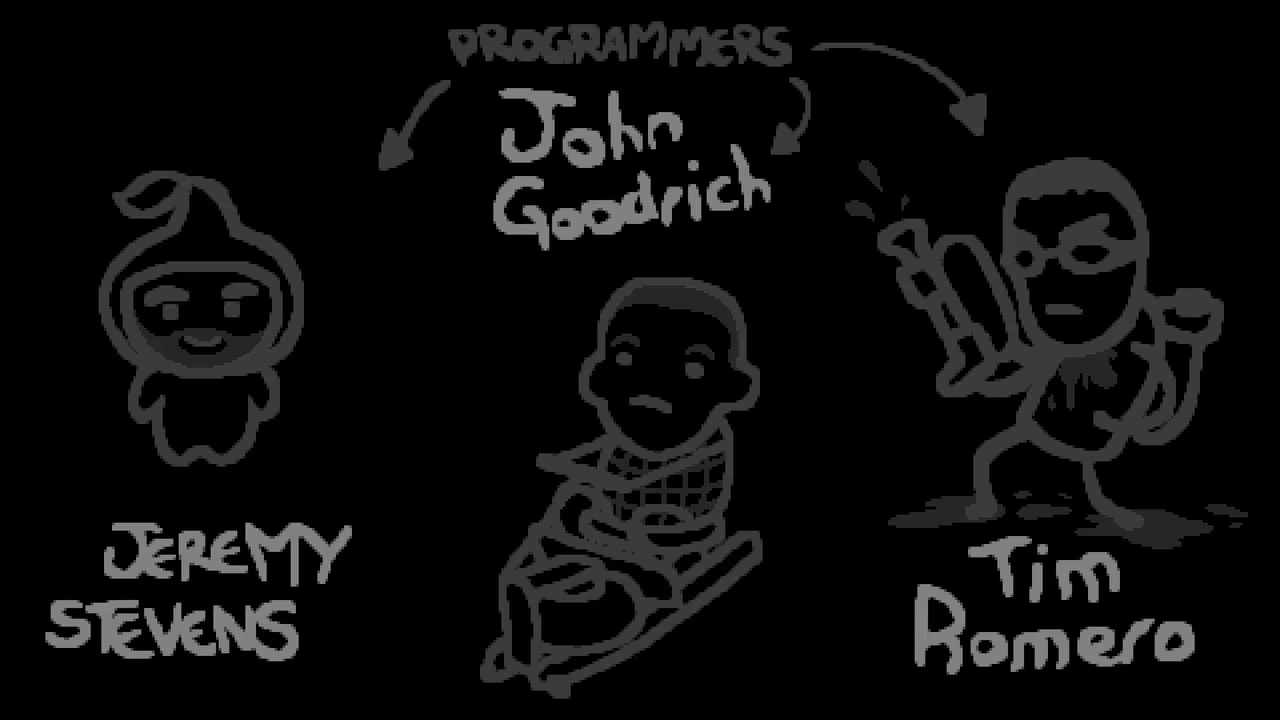 PROGRAMMERS
John
Goodrich
JEREMY
STEVENS
Tim
Romero